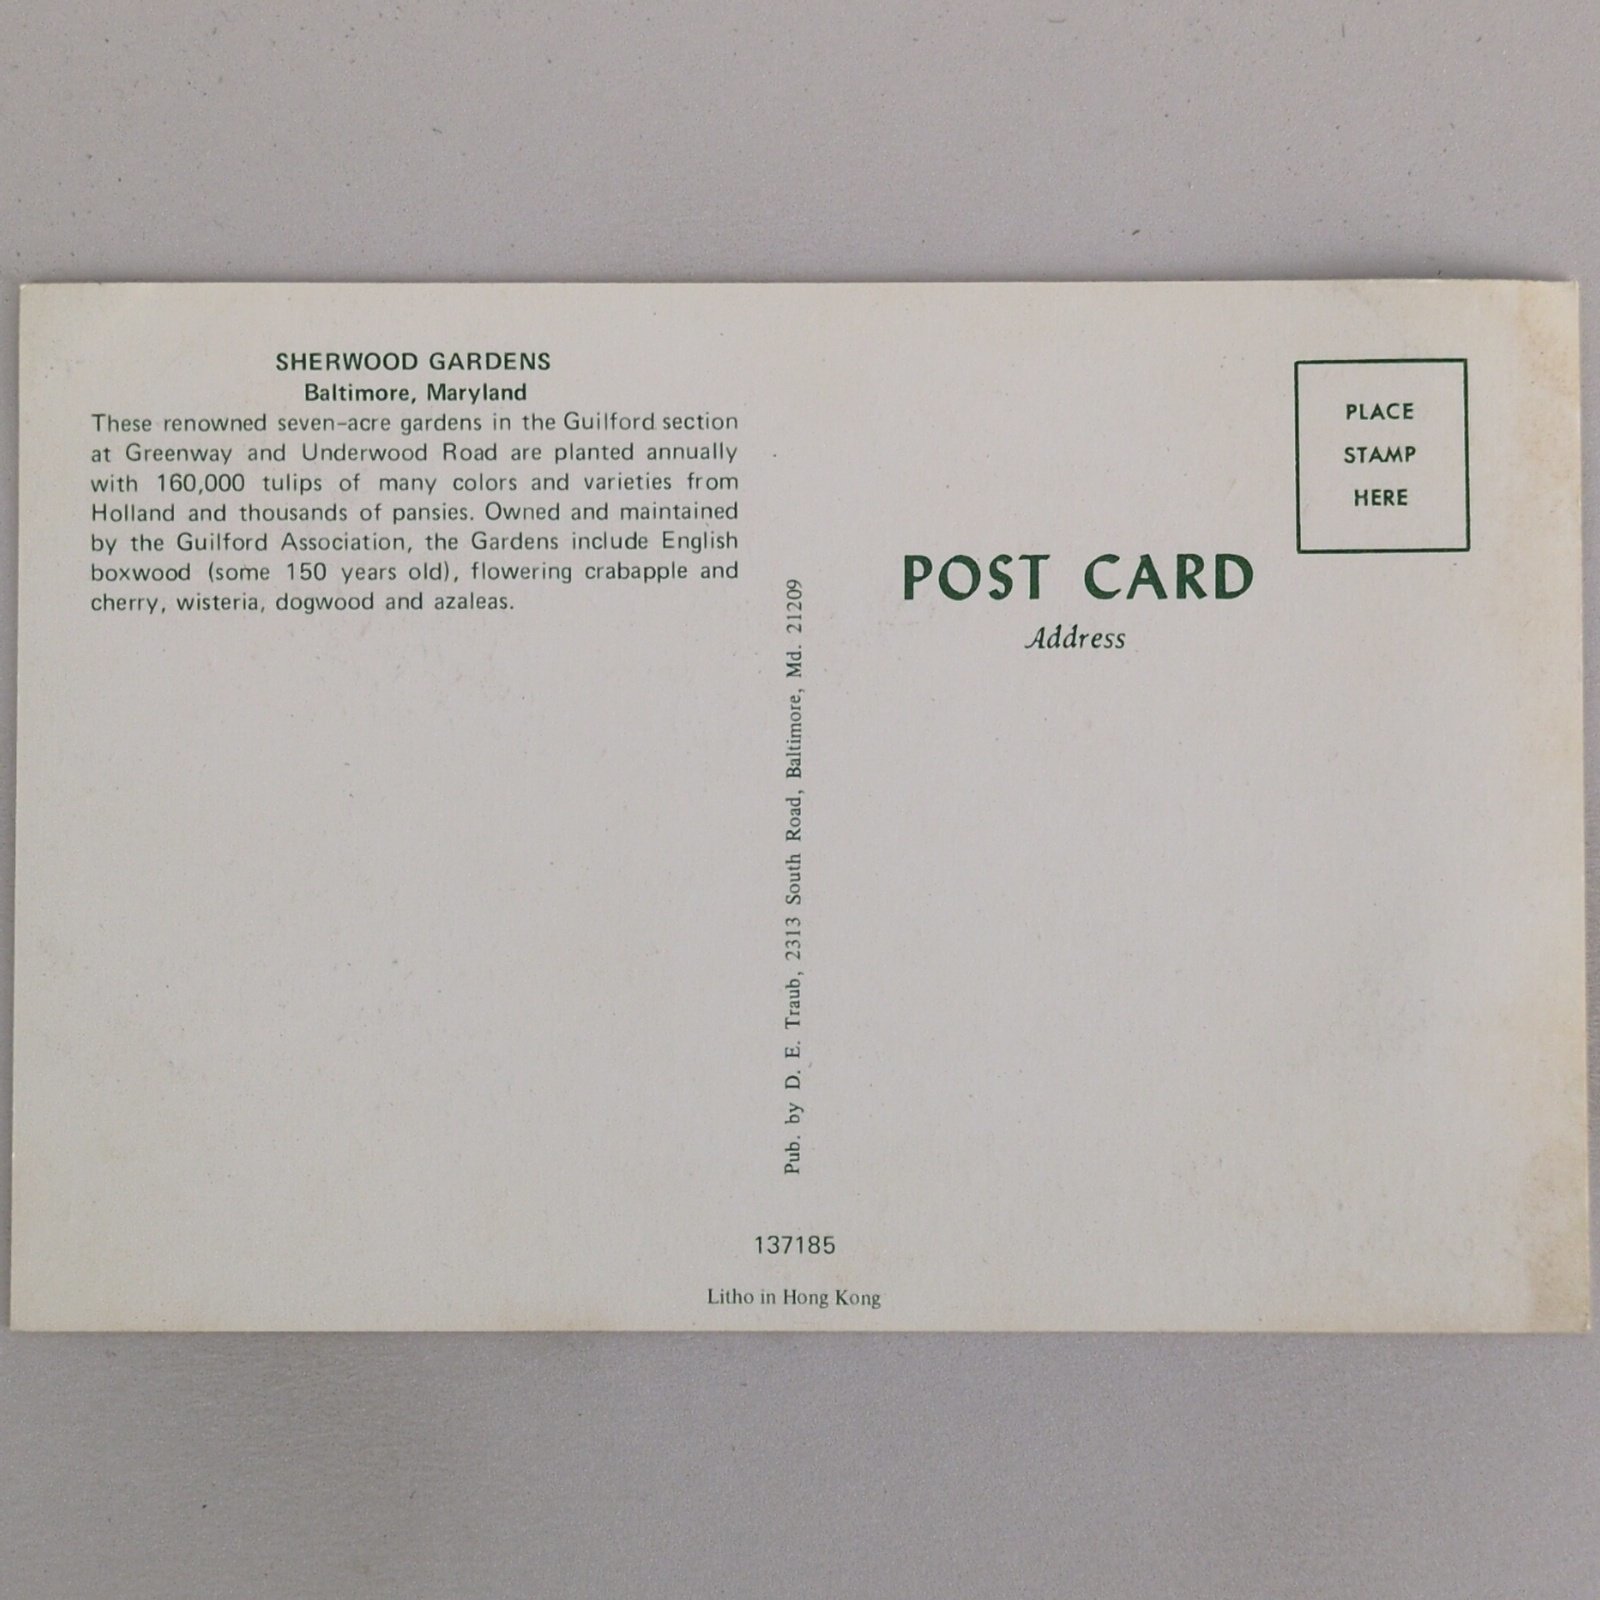 SHERWOOD GARDENS
Baltimore, Maryland
These renowned seven-acre gardens in the Guilford section
at Greenway and Underwood Road are planted annually
with 160,000 tulips of many colors and varieties from
Holland and thousands of pansies. Owned and maintained
by the Guilford Association, the Gardens include English
boxwood (some 150 years old), flowering crabapple and
cherry, wisteria, dogwood and azaleas.
Pub. by D. E. Traub, 2313 South Road, Baltimore, Md. 21209
137185
Litho in Hong Kong
PLACE
STAMP
HERE
POST CARD
Address